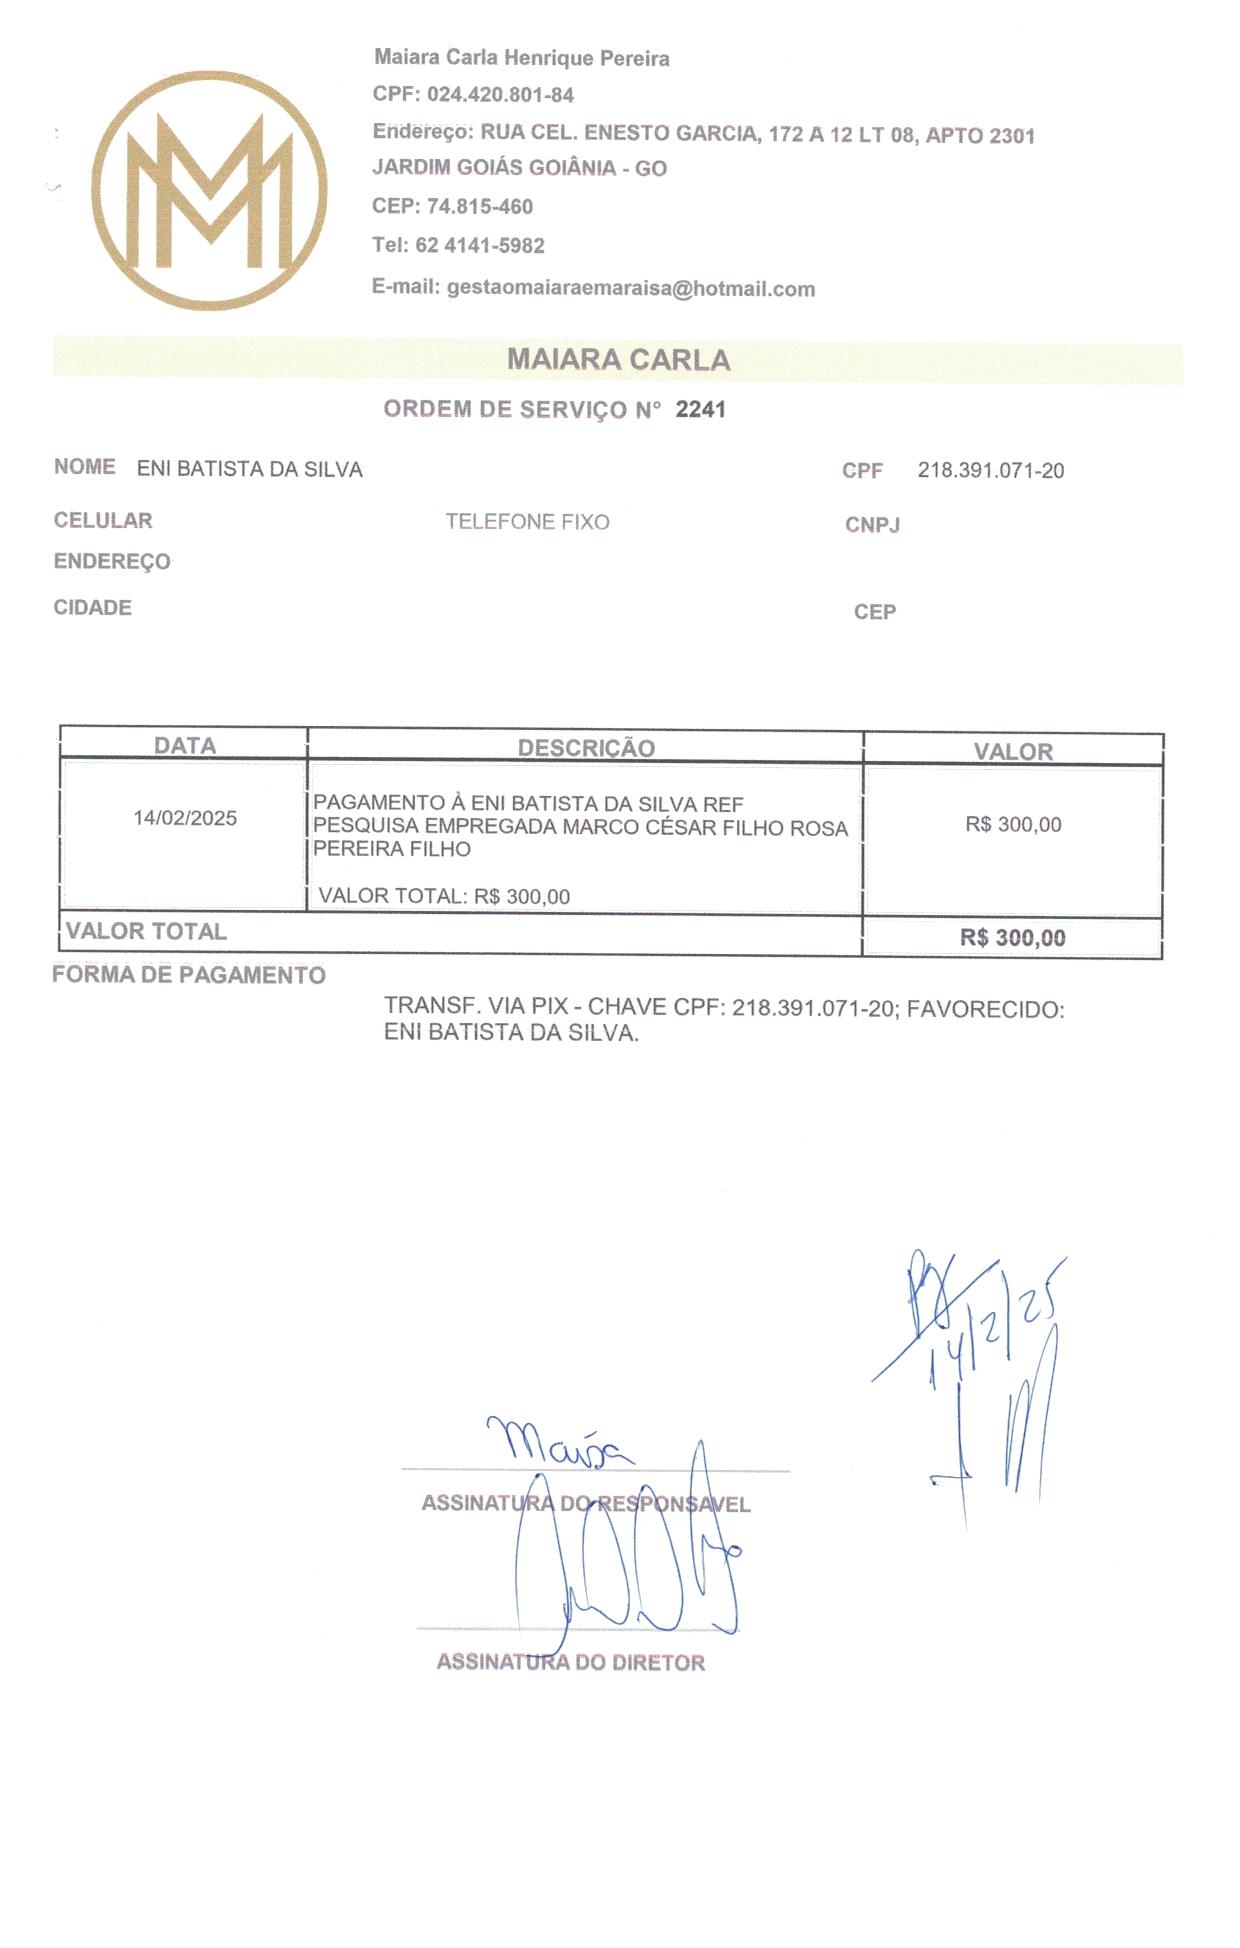 Maiara Carla Henrique Pereira
CPF: 024.420.801-84
Endereço: RUA CEL. ENESTO GARCIA, 172 A 12 LT 08, APTO 2301
JARDIM GOIÁS GOIÂNIA - GO
CEP: 74.815-460
Tel: 62 4141-5982
E-mail: gestaomaiaraemaraisa@hotmail.com
MAIARA CARLA
ORDEM DE SERVIÇO N° 2241
NOME ENI BATISTA DA SILVA CPF 218.391.071-20
CELULAR TELEFONE FIXO CNPJ
ENDEREÇO
CIDADE CEP
DATA DESCRIÇÃO VALOR
14/02/2025 PAGAMENTO À ENI BATISTA DA SILVA REF R$ 300,00
PESQUISA EMPREGADA MARCO CÉSAR FILHO ROSA
PEREIRA FILHO
VALOR TOTAL: R$ 300,00
VALOR TOTAL R$ 300,00
FORMA DE PAGAMENTO
TRANSF. VIA PIX - CHAVE CPF: 218.391.071-20; FAVORECIDO:
ENI BATISTA DA SILVA.
14/2/25
ASSINATURA DO RESPONSAVEL
ASSINATURA DO DIRETOR